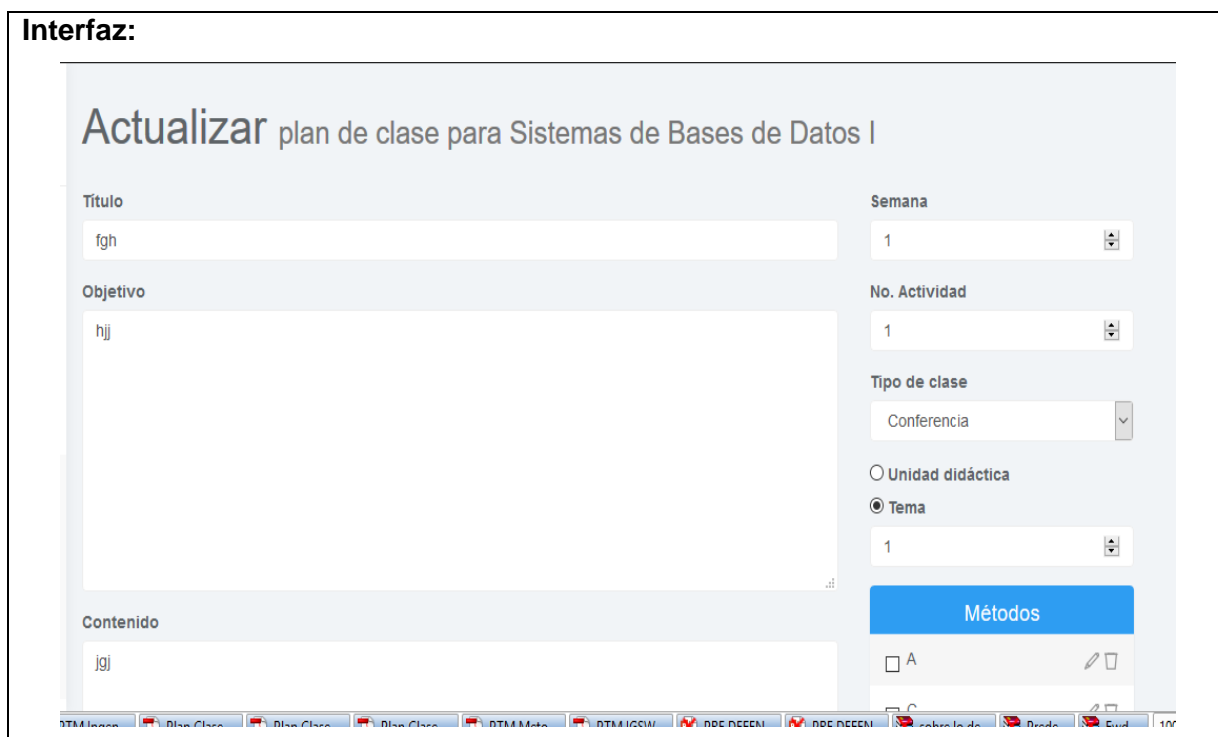 Interfaz:
Actualizar plan de clase para Sistemas de Bases de Datos I
Título
fgh
Objetivo
hjj
Contenido
jgj
Semana
1
No. Actividad
1
Tipo de clase
Conferencia
Unidad didáctica
Tema
1
Métodos
A
Plan Clase
Plan Clase
Plan Clase